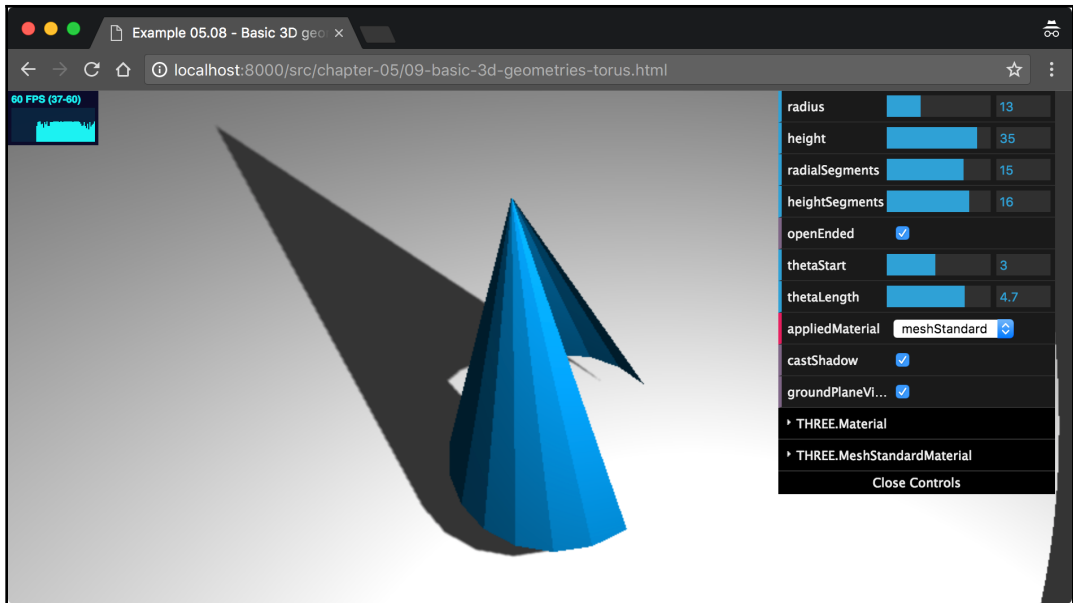 Example 05.08 - Basic 3D geo
localhost:8000/src/chapter-05/09-basic-3d-geometries-torus.html
60 FPS (37-60)
radius 13
height 35
radialSegments 15
heightSegments 16
openEnded
thetaStart 3
thetaLength 4.7
appliedMaterial meshStandard
castShadow
groundPlaneVi...
THREE.Material
THREE.MeshStandardMaterial
Close Controls